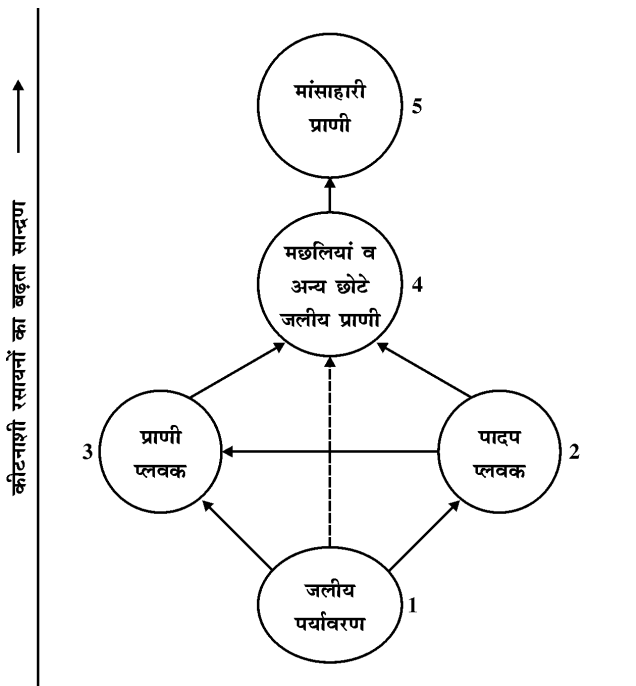 मांसाहारी
प्राणी
5
मछलियां व
अन्य छोटे
जलीय प्राणी
4
प्राणी
प्लवक
3
पादप
प्लवक
2
जलीय
पर्यावरण
1
कीटनाशी रसायनों का बढ़ता सान्द्रण